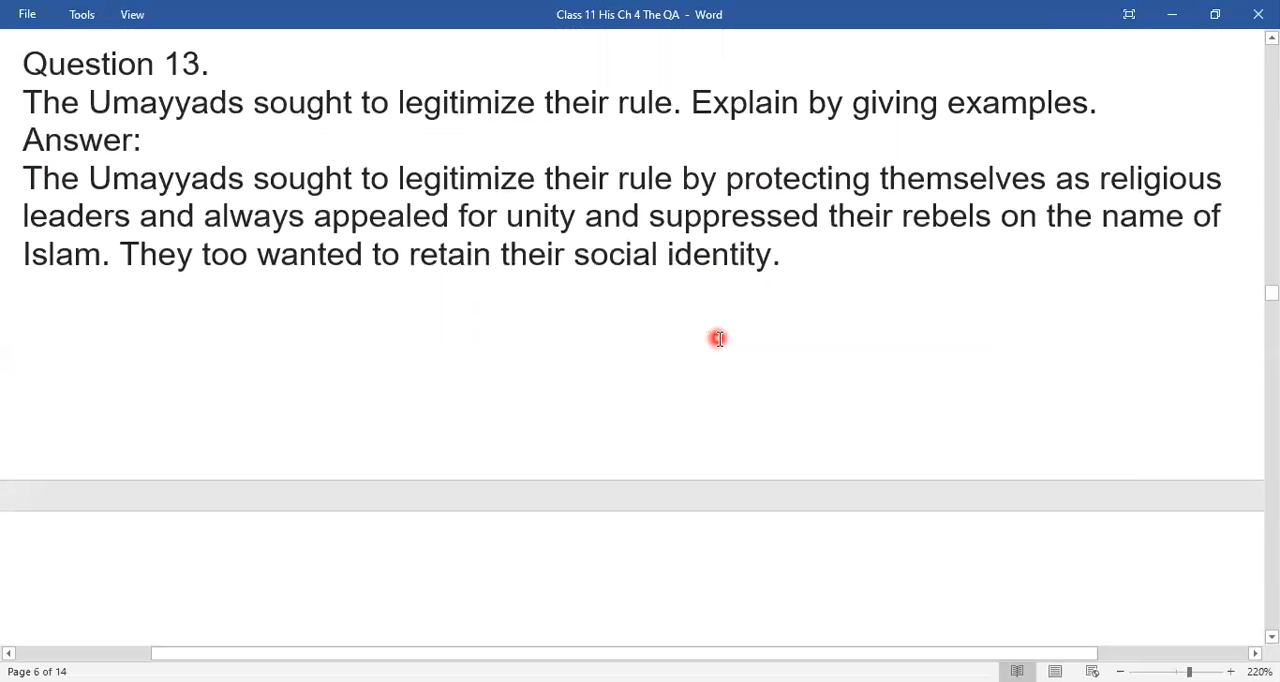 File Tools View Class 11 His Ch 4 The QA - Word
Question 13.
The Umayyads sought to legitimize their rule. Explain by giving examples.
Answer:
The Umayyads sought to legitimize their rule by protecting themselves as religious
leaders and always appealed for unity and suppressed their rebels on the name of
Islam. They too wanted to retain their social identity.
Page 6 of 14 220%